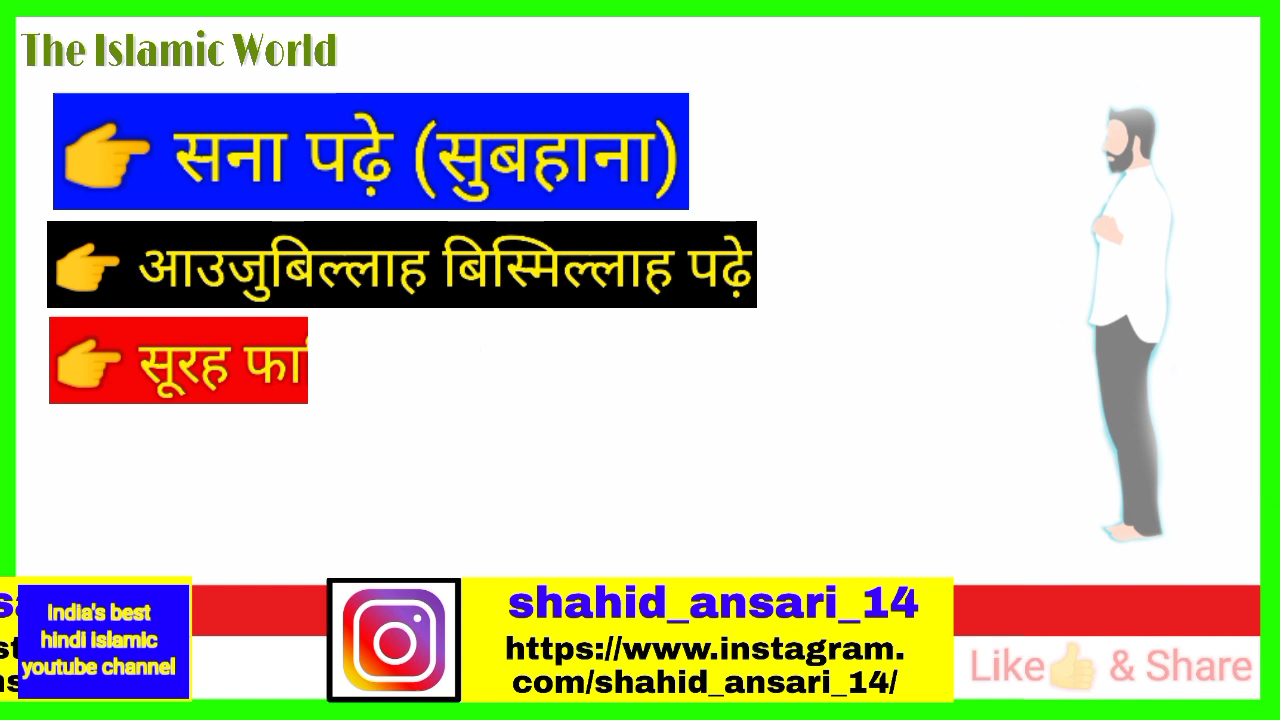 The Islamic World
👉 सना पढ़े (सुबहाना)
👉 आउजुबिल्लाह बिस्मिल्लाह पढ़े
👉 सूरह
India's best
hindi islamic
youtube channel
shahid_ansari_14
https://www.instagram.
com/shahid_ansari_14/
Like👍 & Share